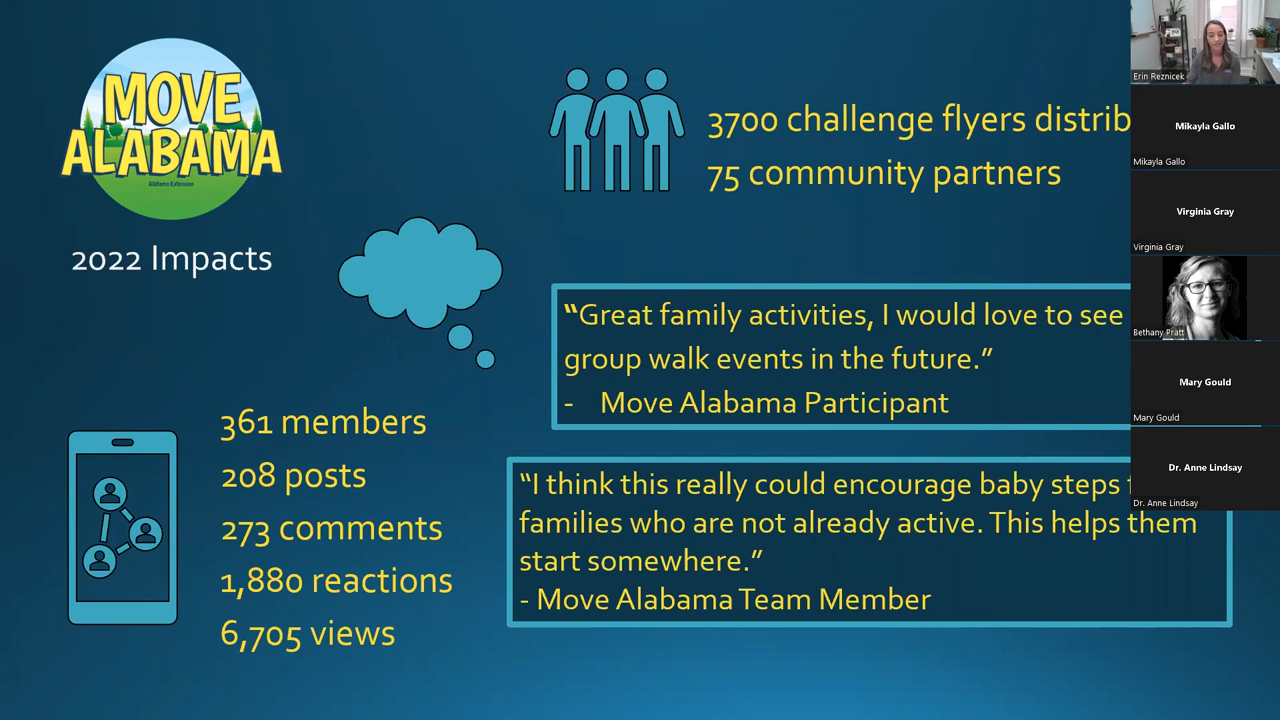 MOVE
ALABAMA
Alabama Extension
2022 Impacts
3700 challenge flyers
75 community partners
“Great family activities, I would love to see
group walk events in the future.”
- Move Alabama Participant
361 members
208 posts
273 comments
1,880 reactions
6,705 views
“I think this really could encourage baby steps
families who are not already active. This helps them
start somewhere.”
- Move Alabama Team Member
Erin Reznicek
Mikayla Gallo
Mikayla Gallo
Virginia Gray
Virginia Gray
Bethany Pratt
Mary Gould
Mary Gould
Dr. Anne Lindsay
Dr. Anne Lindsay